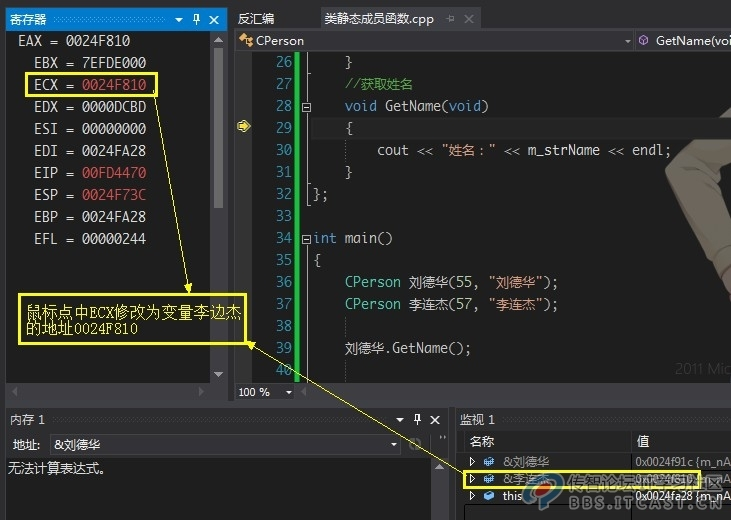 寄存器
EAX = 0024F810
EBX = 7EFDE000
ECX = 0024F810
EDX = 0000DCBD
ESI = 00000000
EDI = 0024FA28
EIP = 00FD4470
ESP = 0024F73C
EBP = 0024FA28
EFL = 00000244
鼠标点中ECX修改为变量李边杰
的地址0024F810
反汇编
类静态成员函数.cpp
CPerson
GetName(voi
26 }
27 //获取姓名
28 void GetName(void)
29 {
30 cout << "姓名：" << m_strName << endl;
31 }
32 };
33
34 int main()
35 {
36 CPerson 刘德华(55, "刘德华");
37 CPerson 李连杰(57, "李连杰");
38
39 刘德华.GetName();
40
2011 Mic
100 %
内存 1
地址: &刘德华
无法计算表达式。
监视 1
名称 值
&刘德华 0x0024f91c {m_nA
&李连杰 0x0024f810 {m_nA
this 0x0024fa28 {m_nA
BBS.ITCAST.CN